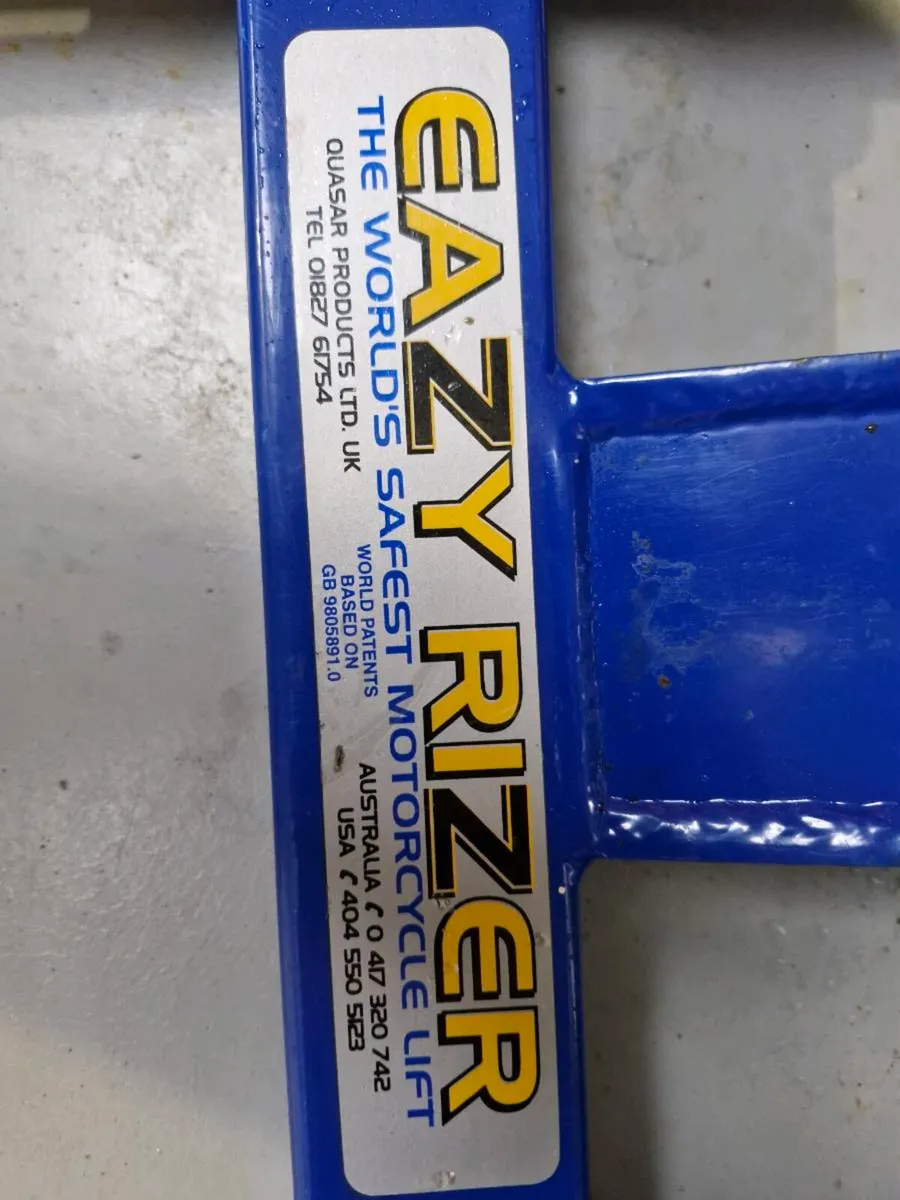 EAZY RIZER
THE WORLD'S SAFEST MOTORCYCLE LIFT
QUASAR PRODUCTS LTD. UK
TEL 01827 61754
WORLD PATENTS
BASED ON
GB 9805891.0
AUSTRALIA 0 417 320 742
USA 404 550 5123